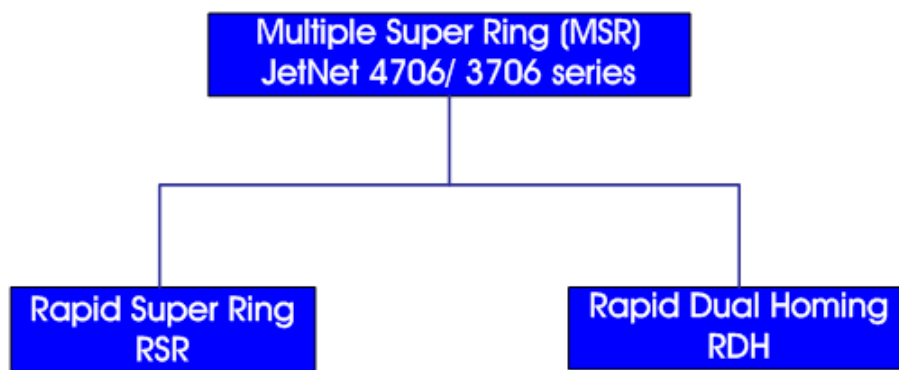 Multiple Super Ring (MSR)
JetNet 4706/ 3706 series
Rapid Super Ring
RSR
Rapid Dual Homing
RDH